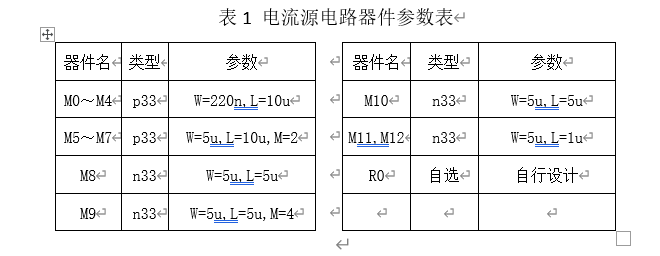 表 1 电流源电路器件参数表
器件名 类型 参数 器件名 类型 参数
M0～M4 p33 W=220n,L=10u M10 n33 W=5u,L=5u
M5～M7 p33 W=5u,L=10u,M=2 M11,M12 n33 W=5u,L=1u
M8 n33 W=5u,L=5u R0 自选 自行设计
M9 n33 W=5u,L=5u,M=4